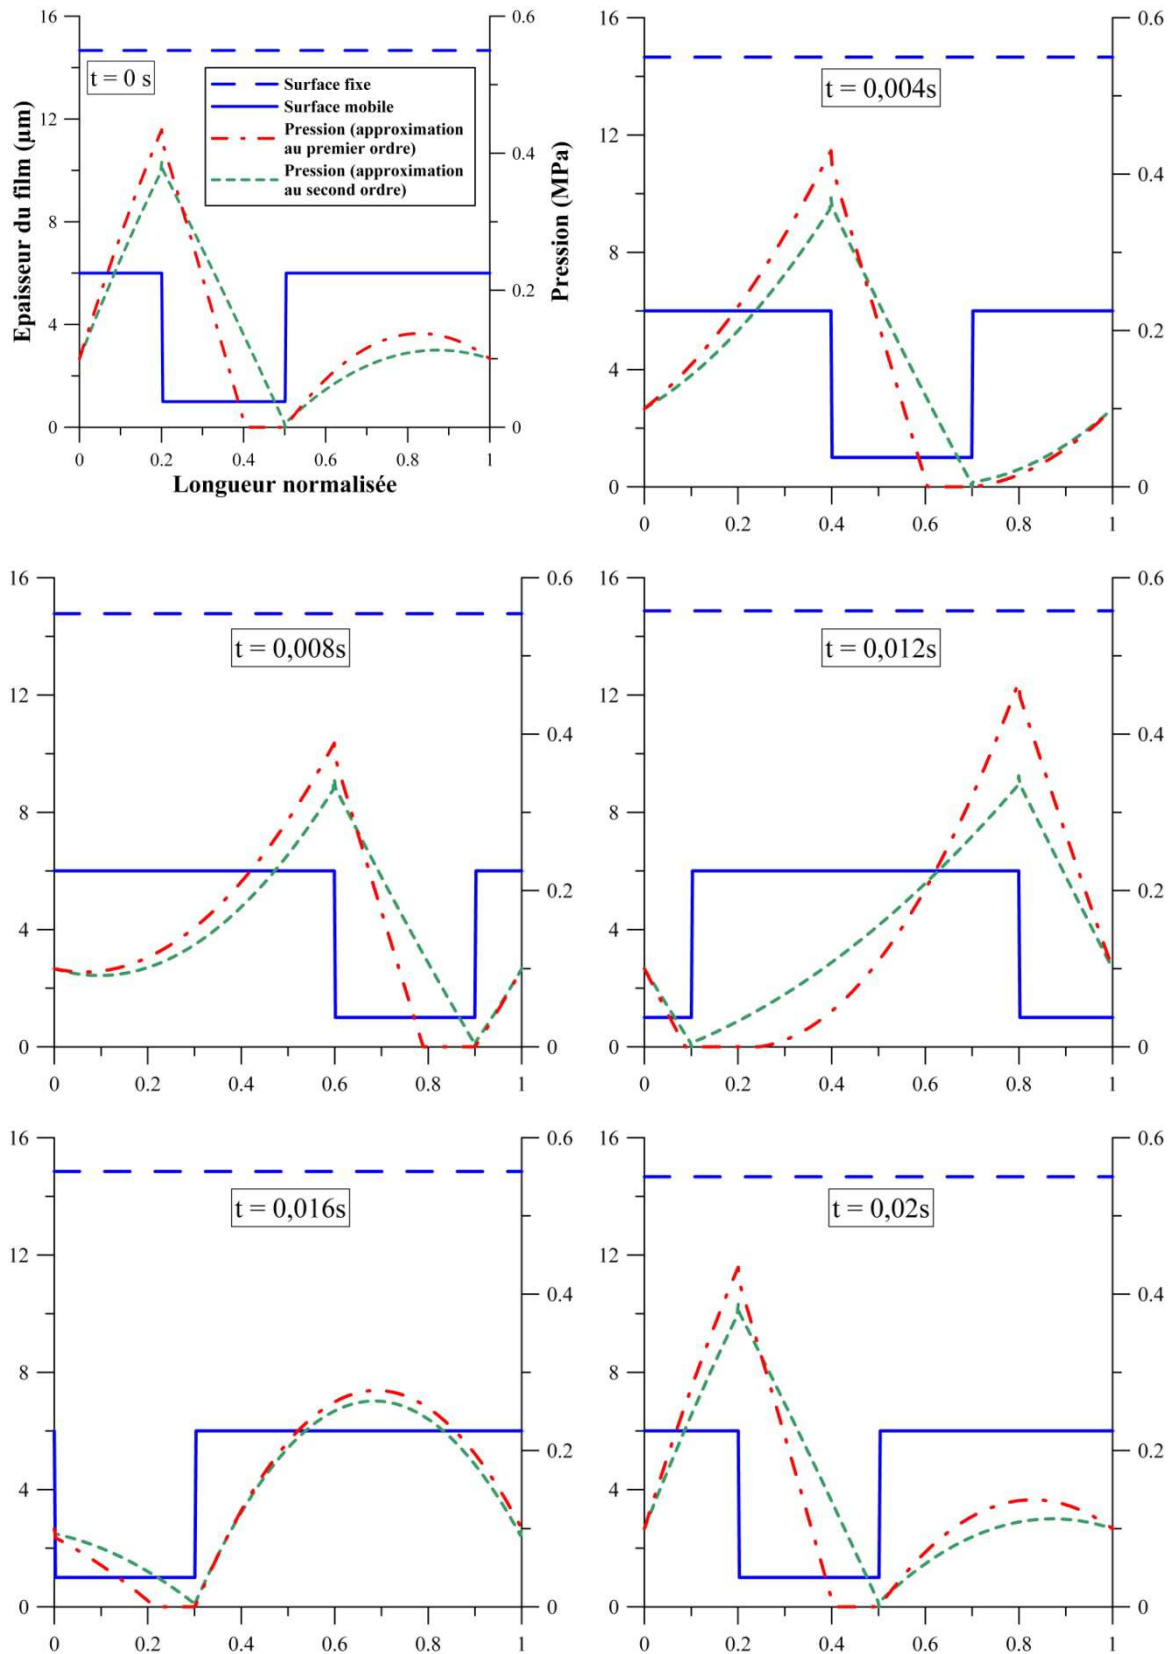 16
0.6
t = 0 s
Surface fixe
Surface mobile
Pression (approximation
au premier ordre)
Pression (approximation
au second ordre)
12
0.4
8
0.2
4
0
0
Epaisseur du film (µm)
Pression (MPa)
0 0.2 0.4 0.6 0.8 1
Longueur normalisée
16
0.6
t = 0,004s
12
0.4
8
0.2
4
0
0
0 0.2 0.4 0.6 0.8 1
16
0.6
t = 0,008s
12
0.4
8
0.2
4
0
0
0 0.2 0.4 0.6 0.8 1
16
0.6
t = 0,012s
12
0.4
8
0.2
4
0
0
0 0.2 0.4 0.6 0.8 1
16
0.6
t = 0,016s
12
0.4
8
0.2
4
0
0
0 0.2 0.4 0.6 0.8 1
16
0.6
t = 0,02s
12
0.4
8
0.2
4
0
0
0 0.2 0.4 0.6 0.8 1